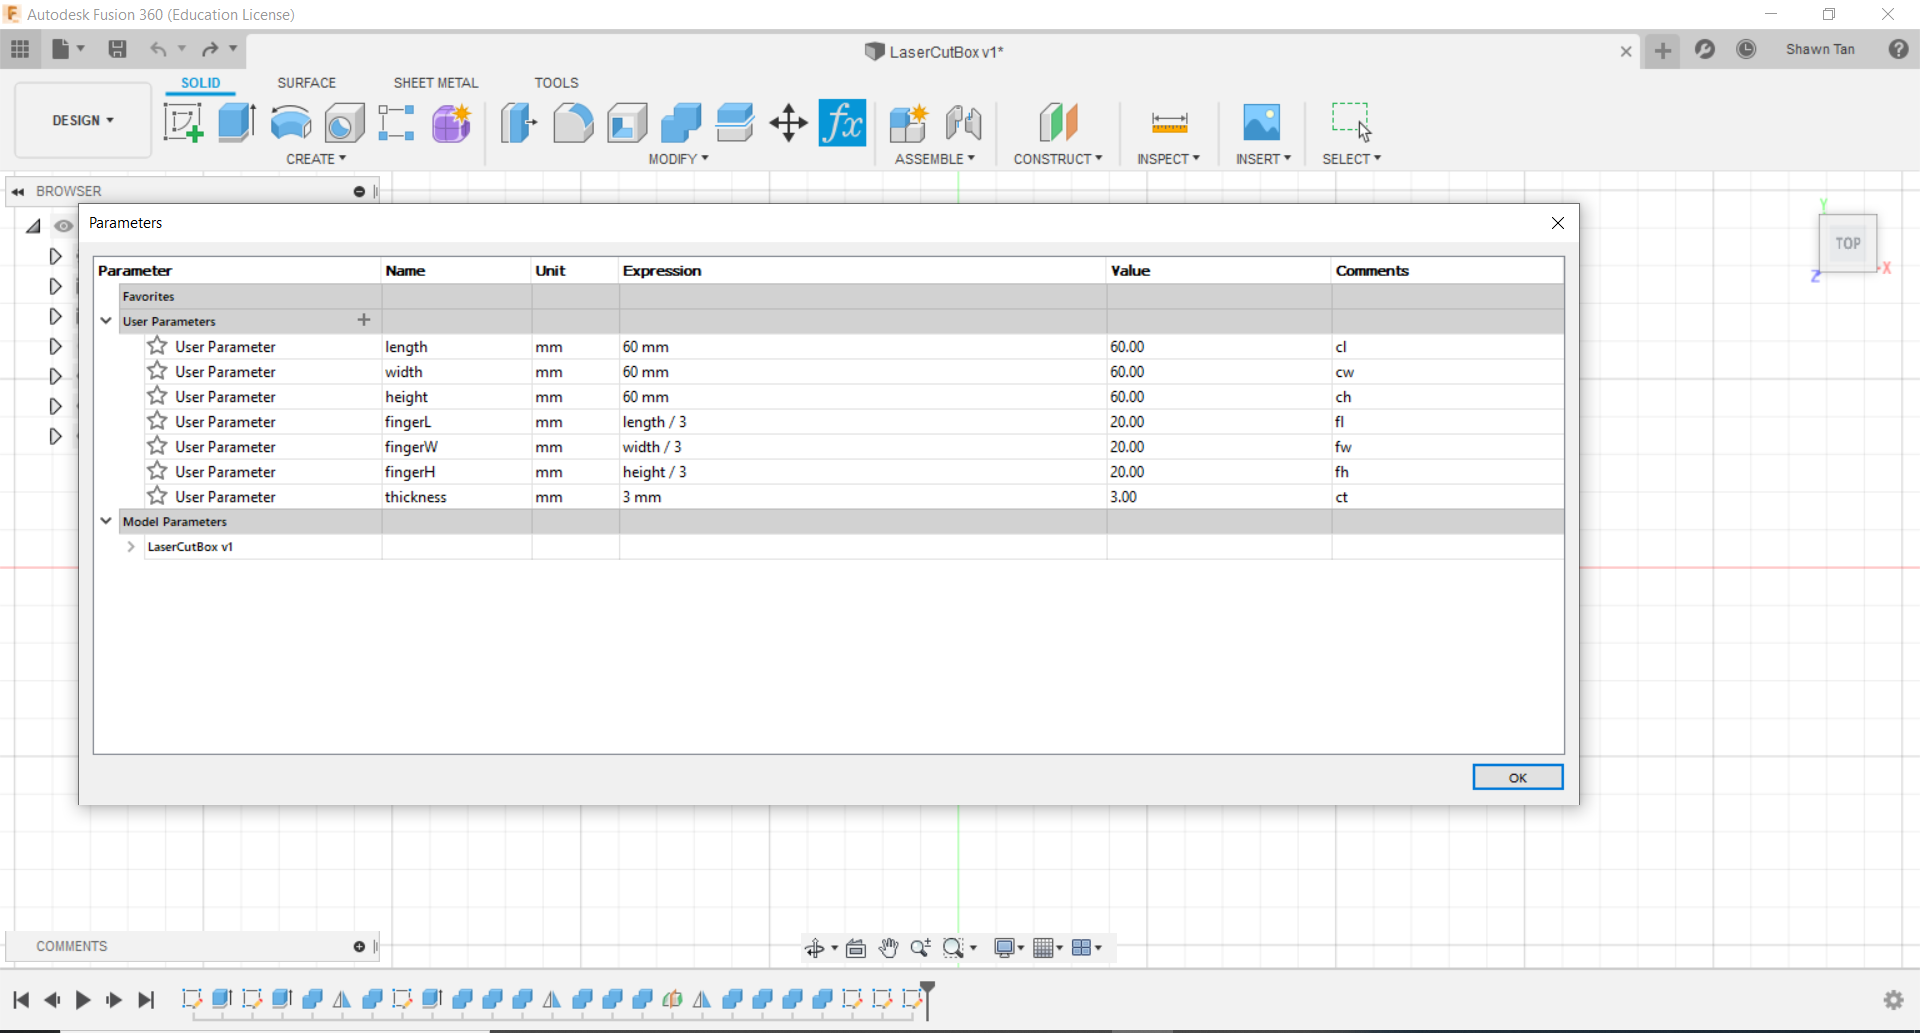 Autodesk Fusion 360 (Education License)
LaserCutBox v1*
Shawn Tan
SOLID SURFACE SHEET METAL TOOLS
DESIGN
CREATE MODIFY ASSEMBLE CONSTRUCT INSPECT INSERT SELECT
BROWSER
Parameters
Parameter Name Unit Expression Value Comments
Favorites
User Parameters
User Parameter length mm 60 mm 60.00 cl
User Parameter width mm 60 mm 60.00 cw
User Parameter height mm 60 mm 60.00 ch
User Parameter fingerL mm length / 3 20.00 fl
User Parameter fingerW mm width / 3 20.00 fw
User Parameter fingerH mm height / 3 20.00 fh
User Parameter thickness mm 3 mm 3.00 ct
Model Parameters
LaserCutBox v1
OK
Y
TOP
X
Z
COMMENTS